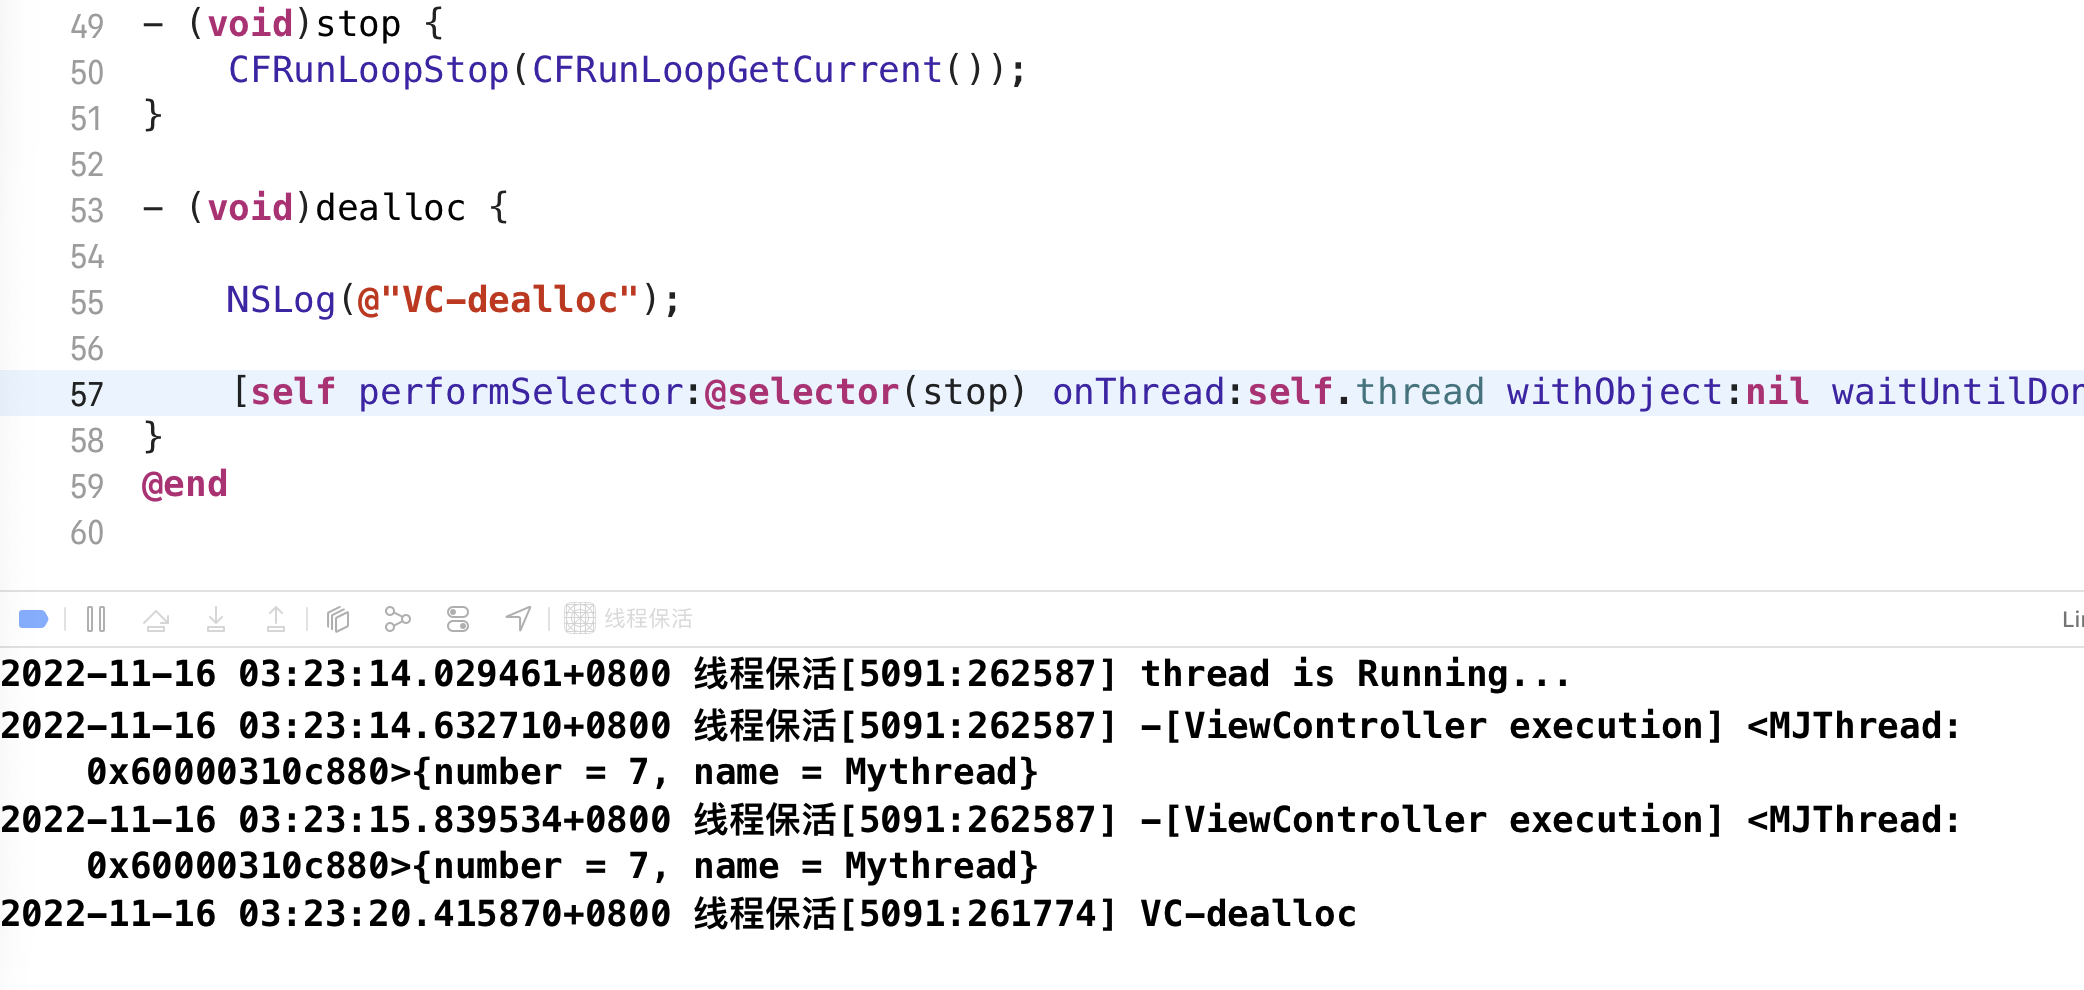 49 - (void)stop {
50 CFRunLoopStop(CFRunLoopGetCurrent());
51 }
52
53 - (void)dealloc {
54
55 NSLog(@"VC-dealloc");
56
57 [self performSelector:@selector(stop) onThread:self.thread withObject:nil waitUntilDon
58 }
59 @end
60
线程保活
Lin
2022-11-16 03:23:14.029461+0800 线程保活[5091:262587] thread is Running...
2022-11-16 03:23:14.632710+0800 线程保活[5091:262587] -[ViewController execution] <MJThread:
0x60000310c880>{number = 7, name = Mythread}
2022-11-16 03:23:15.839534+0800 线程保活[5091:262587] -[ViewController execution] <MJThread:
0x60000310c880>{number = 7, name = Mythread}
2022-11-16 03:23:20.415870+0800 线程保活[5091:261774] VC-dealloc